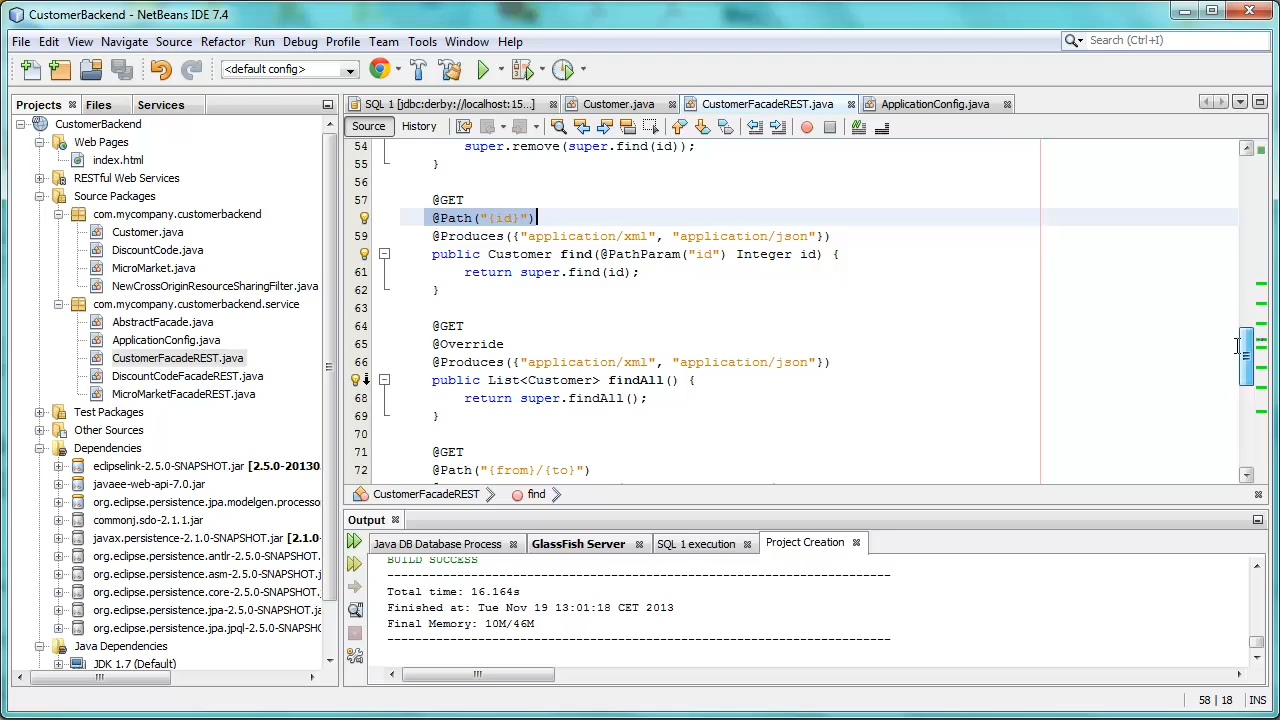 CustomerBackend - NetBeans IDE 7.4
File Edit View Navigate Source Refactor Run Debug Profile Team Tools Window Help
Search (Ctrl+I)
<default config>
Projects Files Services
SQL 1 [jdbc:derby://localhost:15...] Customer.java CustomerFacadeREST.java ApplicationConfig.java
Source History
CustomerBackend
Web Pages
index.html
RESTful Web Services
Source Packages
com.mycompany.customerbackend
Customer.java
DiscountCode.java
MicroMarket.java
NewCrossOriginResourceSharingFilter.java
com.mycompany.customerbackend.service
AbstractFacade.java
ApplicationConfig.java
CustomerFacadeREST.java
DiscountCodeFacadeREST.java
MicroMarketFacadeREST.java
Test Packages
Other Sources
Dependencies
eclipselink-2.5.0-SNAPSHOT.jar [2.5.0-20130.
javaee-web-api-7.0.jar
org.eclipse.persistence.jpa.modelgen.processor
commonj.sdo-2.1.1.jar
javax.persistence-2.1.0-SNAPSHOT.jar [2.1.0-
org.eclipse.persistence.antlr-2.5.0-SNAPSHOT.
org.eclipse.persistence.asm-2.5.0-SNAPSHOT.j
org.eclipse.persistence.core-2.5.0-SNAPSHOT.
org.eclipse.persistence.jpa-2.5.0-SNAPSHOT.ja
org.eclipse.persistence.jpa.jpql-2.5.0-SNAPSH
Java Dependencies
JDK 1.7 (Default)
54 super.remove(super.find(id));
55 }
56
57 @GET
@Path("{id}")
59 @Produces({"application/xml", "application/json"})
public Customer find(@PathParam("id") Integer id) {
61 return super.find(id);
62 }
63
64 @GET
65 @Override
66 @Produces({"application/xml", "application/json"})
public List<Customer> findAll() {
68 return super.findAll();
69 }
70
71 @GET
72 @Path("{from}/{to}")
CustomerFacadeREST find
Output
Java DB Database Process GlassFish Server SQL 1 execution Project Creation
BUILD SUCCESS
------------------------------------------------------------------------
Total time: 16.164s
Finished at: Tue Nov 19 13:01:18 CET 2013
Final Memory: 10M/46M
------------------------------------------------------------------------
58 | 18 INS